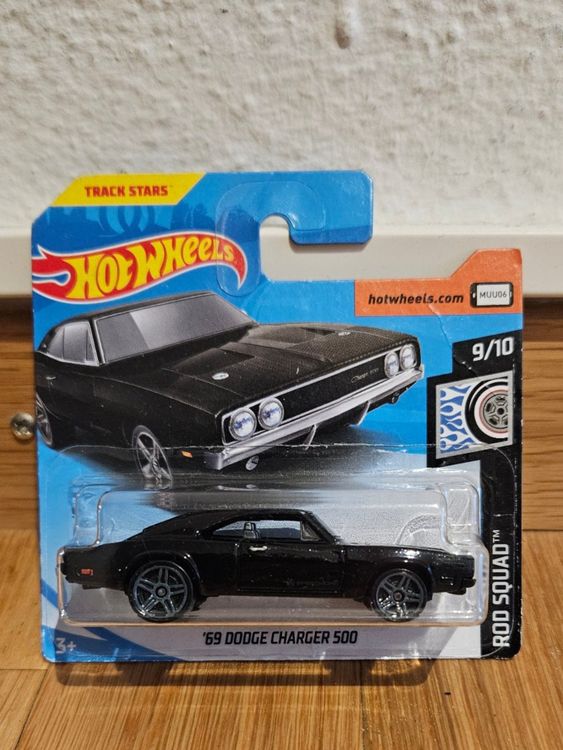 TRACK STARS
HOT WHEELS
hotwheels.com
MUU06
9/10
ROD SQUAD™
'69 DODGE CHARGER 500
3+